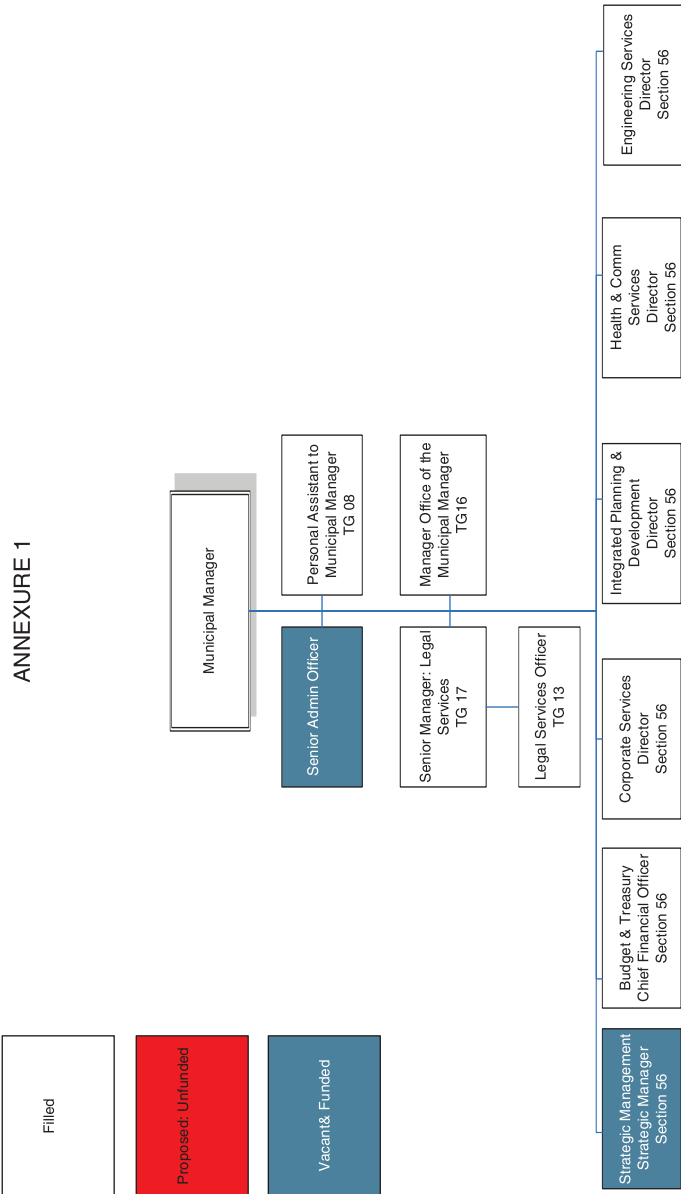 ANNEXURE 1
Filled
Proposed: Unfunded
Vacant& Funded
Municipal Manager
Senior Admin Officer
Personal Assistant to
Municipal Manager
TG 08
Senior Manager: Legal
Services
TG 17
Manager Office of the
Municipal Manager
TG16
Legal Services Officer
TG 13
Strategic Management
Strategic Manager
Section 56
Budget & Treasury
Chief Financial Officer
Section 56
Corporate Services
Director
Section 56
Integrated Planning &
Development
Director
Section 56
Health & Comm
Services
Director
Section 56
Engineering Services
Director
Section 56